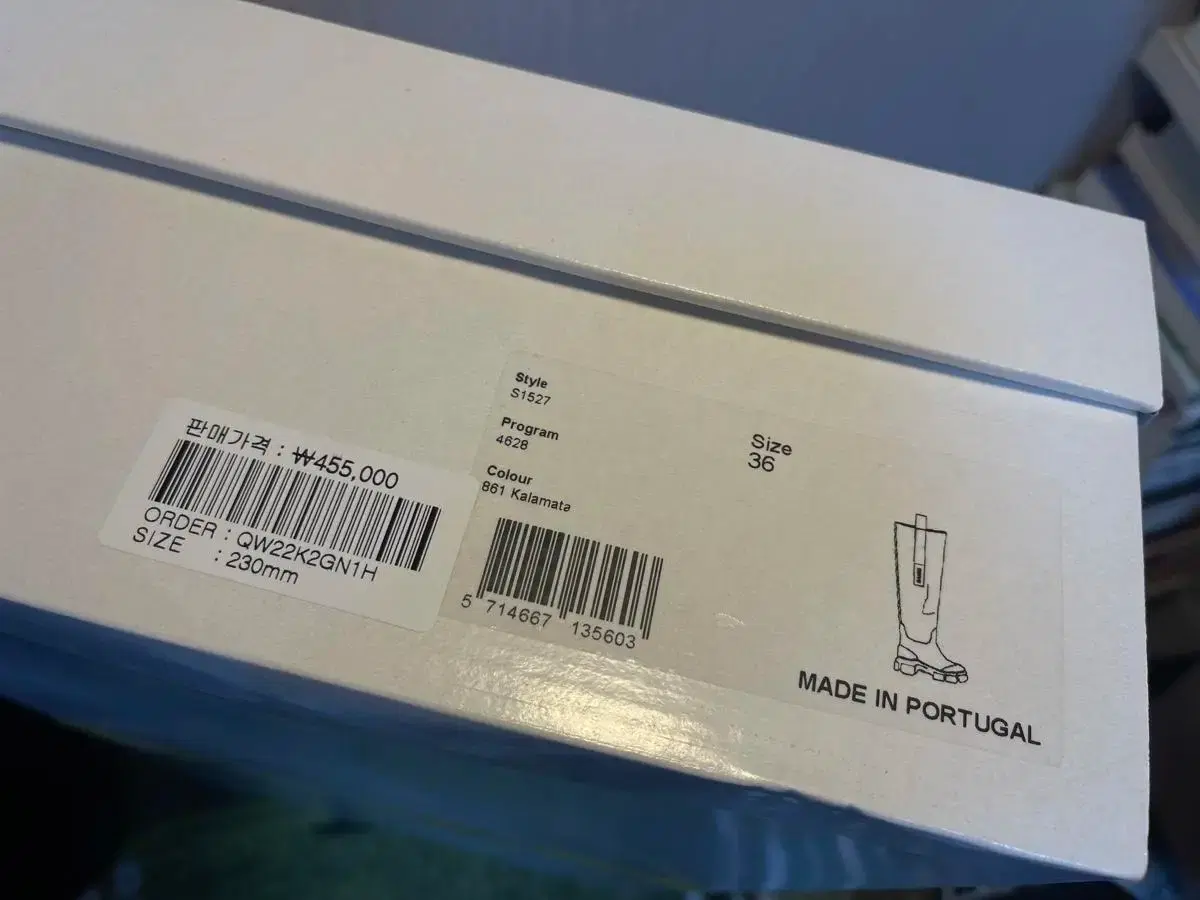 판매가격 : ₩455,000
ORDER : QW22K2GN1H
SIZE : 230mm
Style
S1527
Program
4628
Colour
861 Kalamata
5 714667 135603
Size
36
MADE IN PORTUGAL